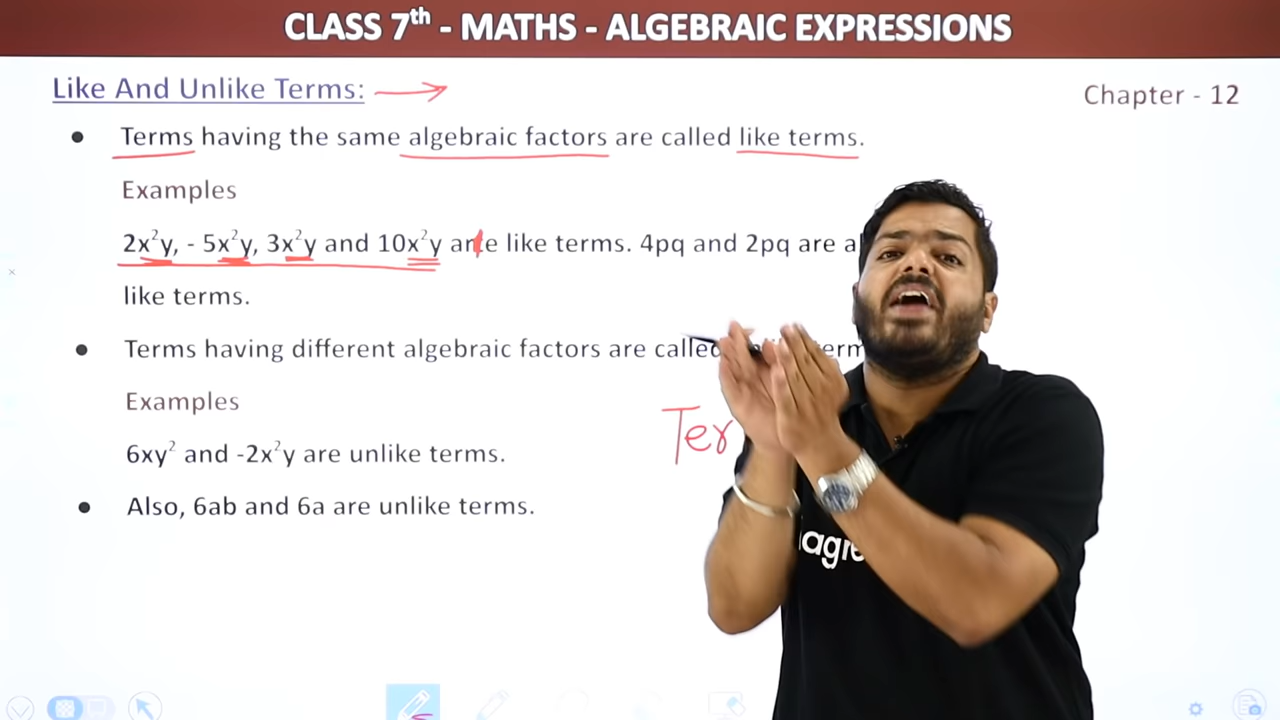 CLASS 7th - MATHS - ALGEBRAIC EXPRESSIONS
Like And Unlike Terms:
Chapter - 12
Terms having the same algebraic factors are called like terms.
Examples
2x²y, - 5x²y, 3x²y and 10x²y are like terms. 4pq and 2pq are
like terms.
Terms having different algebraic factors are called
Examples
6xy² and -2x²y are unlike terms.
Ter
Also, 6ab and 6a are unlike terms.